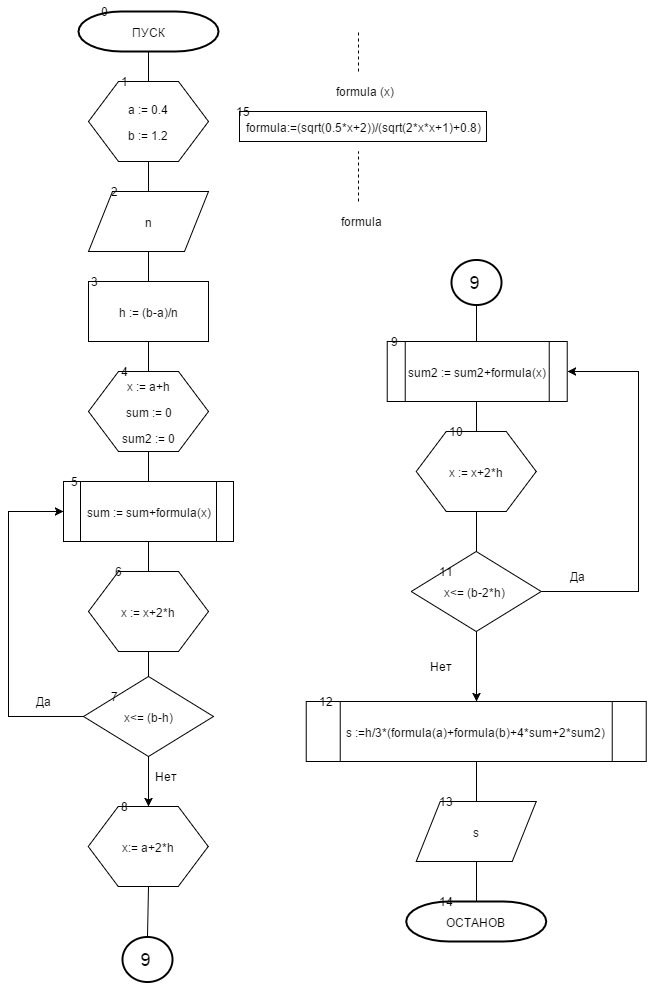 0
ПУСК
1
a := 0.4
b := 1.2
2
n
3
h := (b-a)/n
4
x := a+h
sum := 0
sum2 := 0
5
sum := sum+formula(x)
6
x := x+2*h
7
x<= (b-h)
Да
Нет
8
x:= a+2*h
9
formula (x)
15
formula:=(sqrt(0.5*x+2))/(sqrt(2*x*x+1)+0.8)
formula
9
9
sum2 := sum2+formula(x)
10
x := x+2*h
11
x<= (b-2*h)
Да
Нет
12
s :=h/3*(formula(a)+formula(b)+4*sum+2*sum2)
13
s
14
ОСТАНОВ